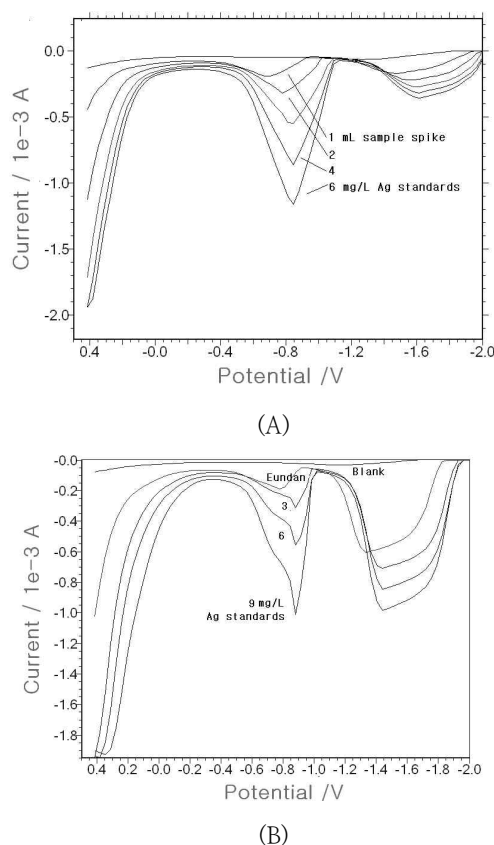 0.0
-0.5
-1.0
-1.5
-2.0
Current / 1e-3 A
1 mL sample spike
2
4
6 mg/L Ag standards
0.4 -0.0 -0.4 -0.8 -1.2 -1.6 -2.0
Potential /V
(A)
-0.0
-0.2
-0.4
-0.6
-0.8
-1.0
-1.2
-1.4
-1.6
-1.8
Current / 1e-3 A
Eundan
Blank
3
6
9 mg/L
Ag standards
0.4 0.2 0.0 -0.2 -0.4 -0.6 -0.8 -1.0 -1.2 -1.4 -1.6 -1.8 -2.0
Potential /V
(B)